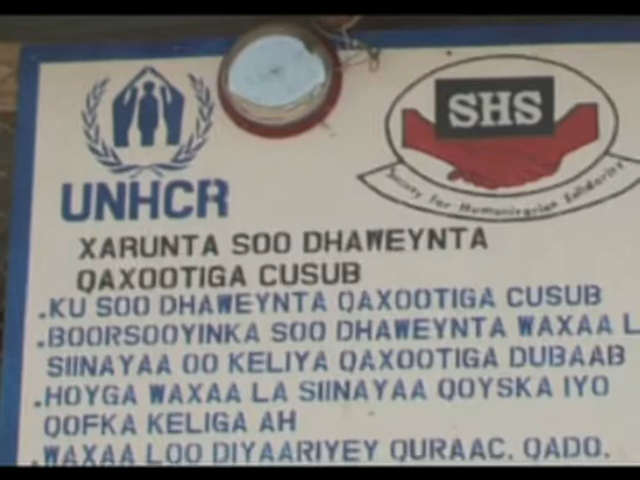 SHS
Society for Humanitarian Solidarity
UNHCR
XARUNTA SOO DHAWEYNTA
QAXOOTIGA CUSUB
.KU SOO DHAWEYNTA QAXOOTIGA CUSUB
.BOORSOOYINKA SOO DHAWEYNTA WAXAA L
SIINAYAA OO KELIYA QAXOOTIGA DUBAAB
.HOYGA WAXAA LA SIINAYAA QOYSKA IYO
QOFKA KELIGA AH
.WAXAA LOO DIYAARIYEY QURAAC. QADO.